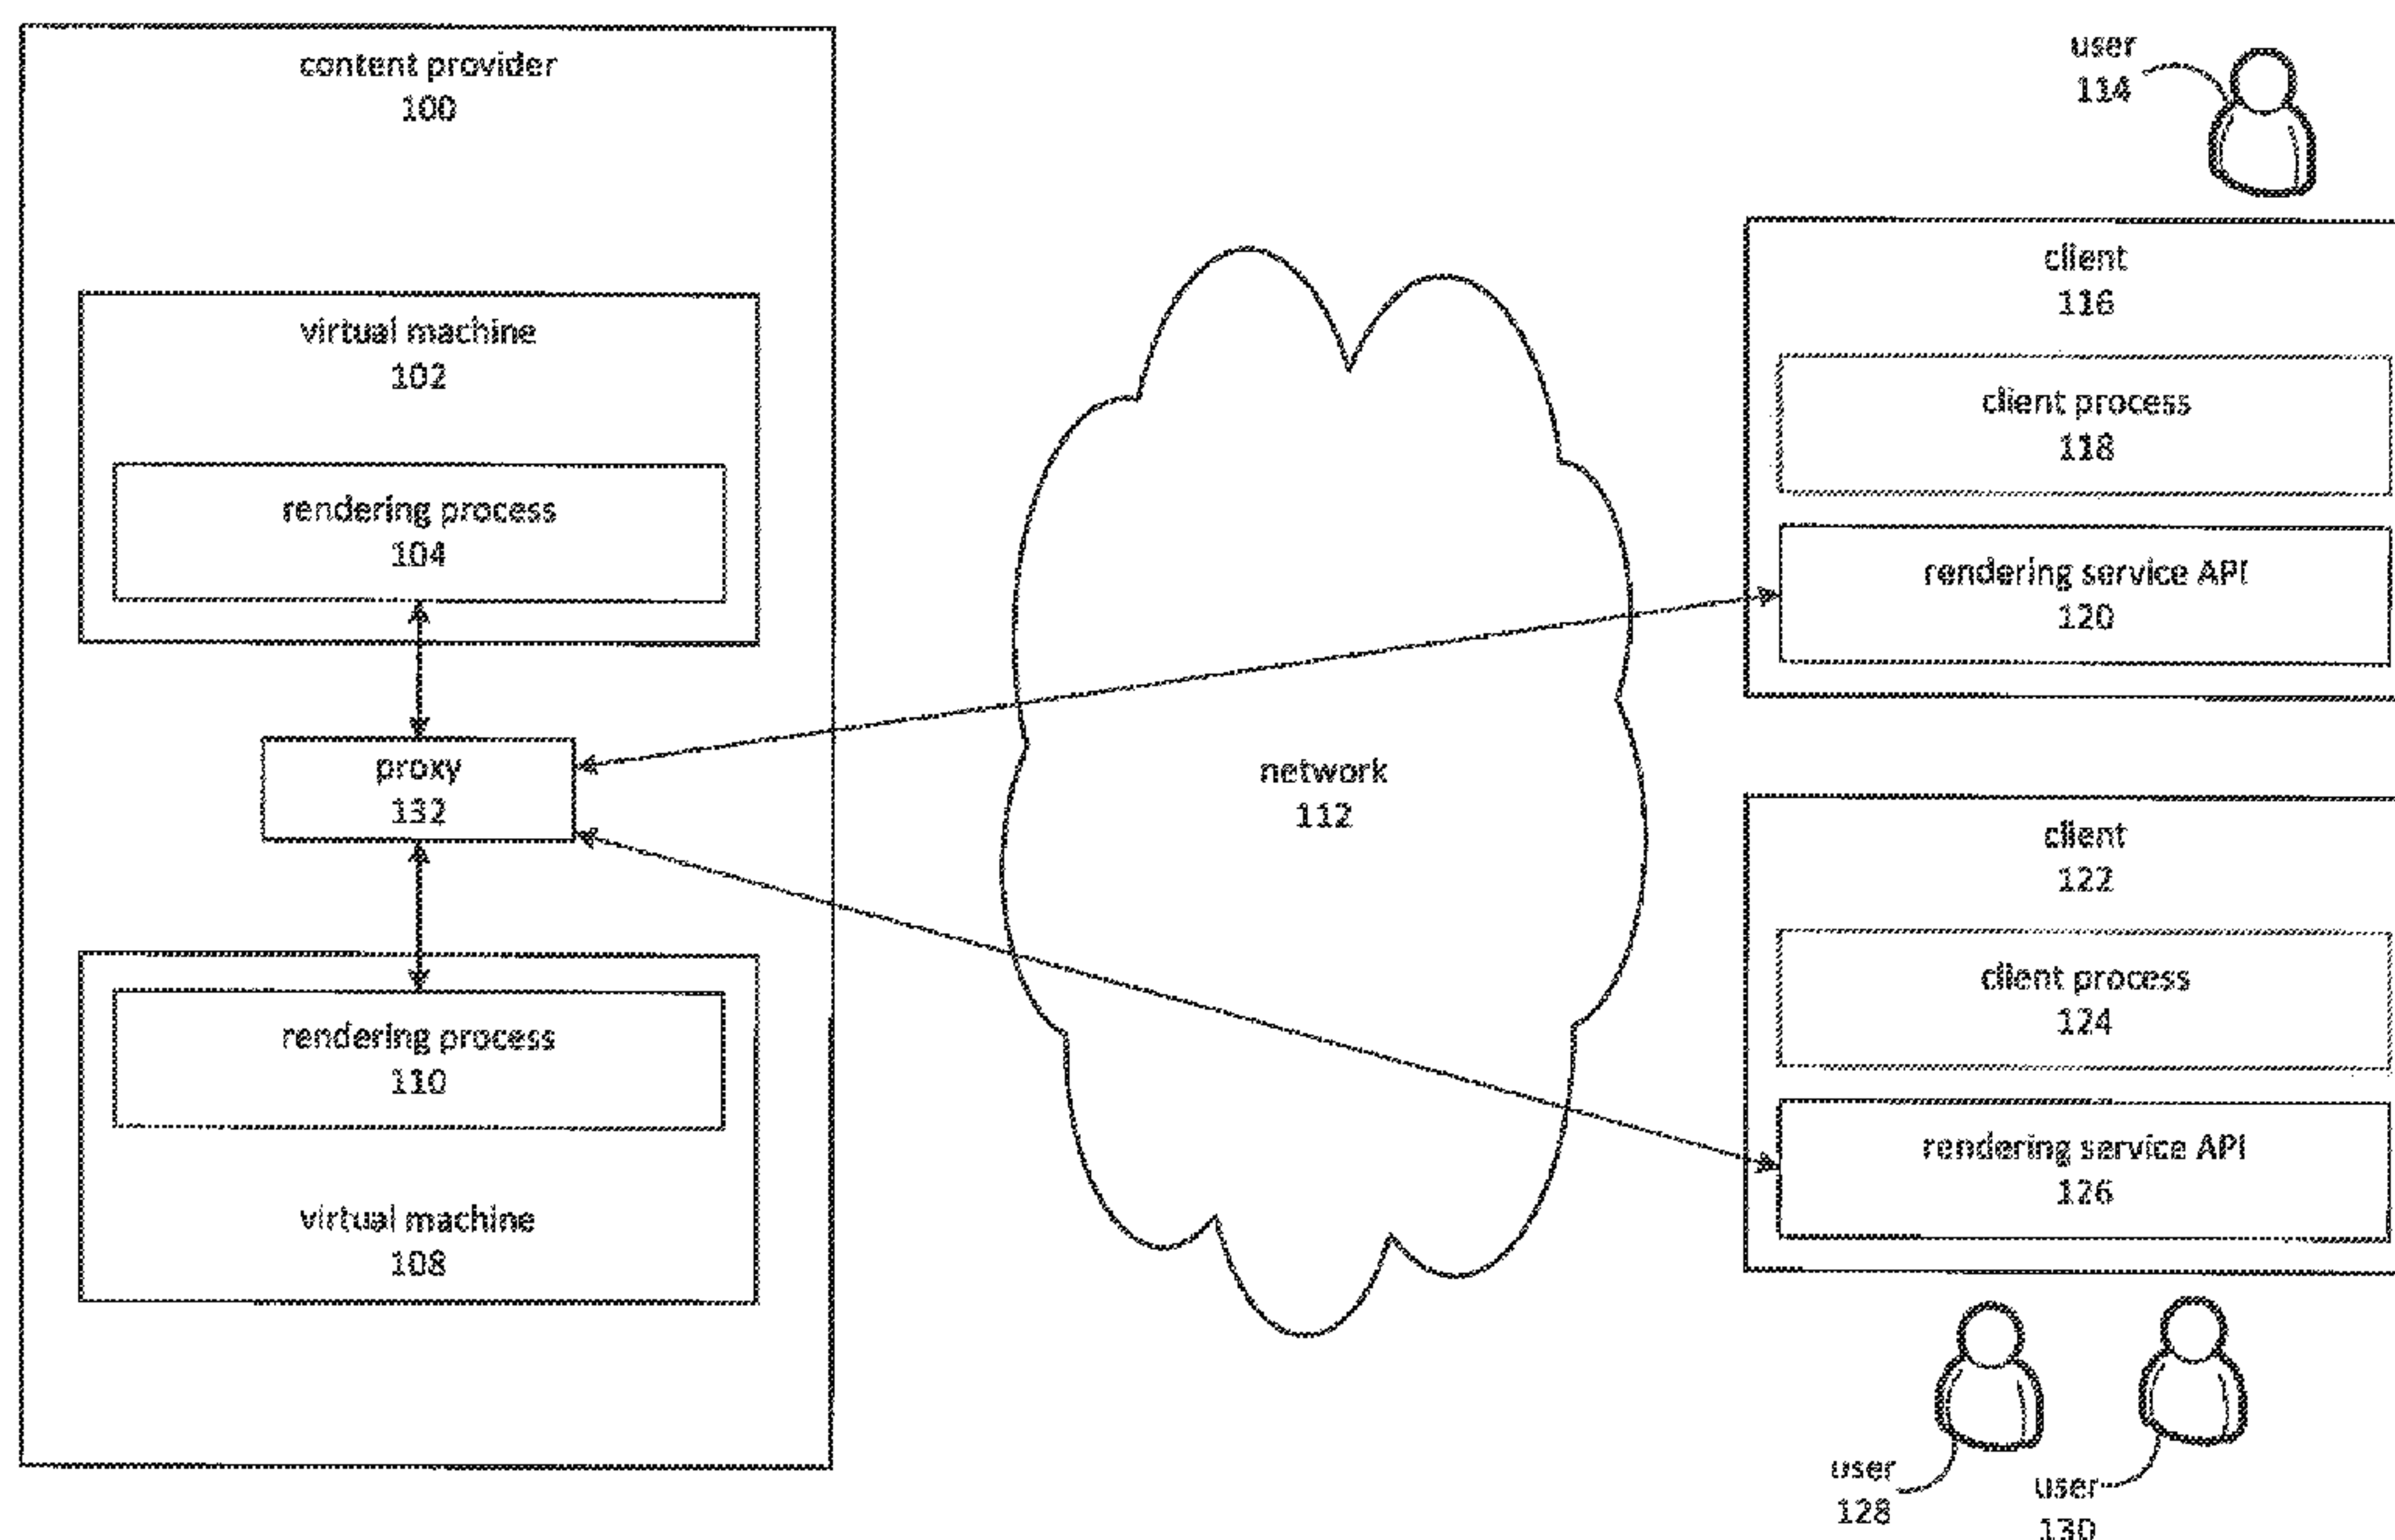 content provider
100
virtual machine
102
rendering process
104
proxy
132
rendering process
110
virtual machine
108
network
112
user
114
client
116
client process
118
rendering service API
120
client
122
client process
124
rendering service API
126
user
128
user
130